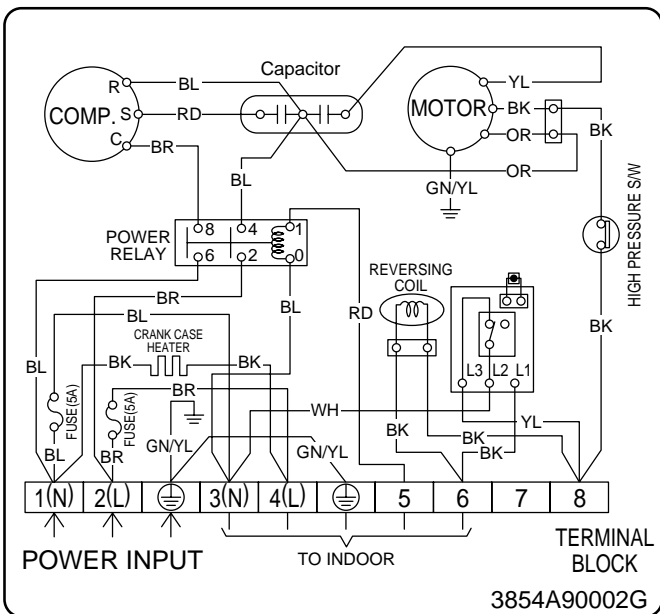 Capacitor
R
BL
YL
COMP.
S
RD
MOTOR
BK
C
BR
OR
BK
OR
BL
GN/YL
HIGH PRESSURE S/W
8
4
1
POWER
RELAY
6
2
0
REVERSING
COIL
BR
BL
RD
BL
CRANK CASE
HEATER
BK
BL
BK
BK
L3
L2
L1
FUSE(5A)
FUSE(5A)
BR
WH
YL
GN/YL
GN/YL
BK
BK
BK
BL
BR
1(N)
2(L)
3(N)
4(L)
5
6
7
8
POWER INPUT
TO INDOOR
TERMINAL
BLOCK
3854A90002G